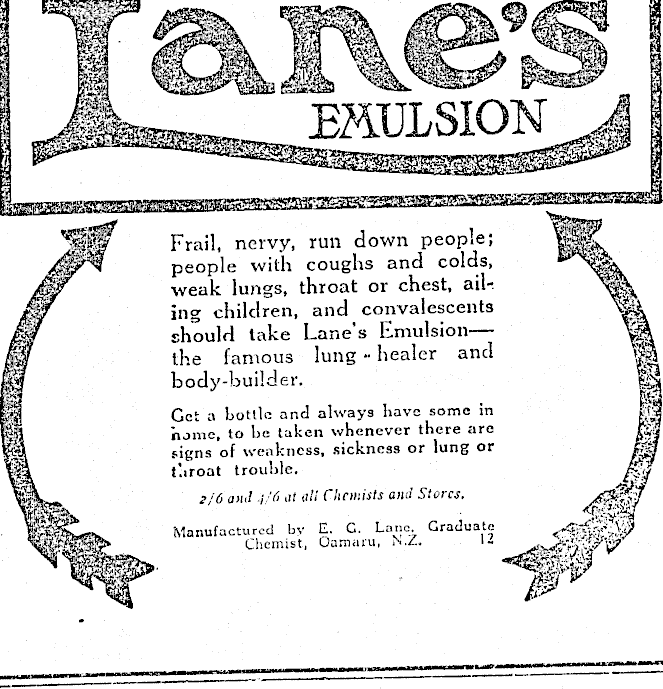 Lane's
EMULSION
Frail, nervy, run down people;
people with coughs and colds,
weak lungs, throat or chest, ail-
ing children, and convalescents
should take Lane's Emulsion—
the famous lung-healer and
body-builder.
Get a bottle and always have some in
home, to be taken whenever there are
signs of weakness, sickness or lung or
throat trouble.
2/6 and 4/6 at all Chemists and Stores.
Manufactured by E. G. Lane, Graduate
Chemist, Oamaru, N.Z. 12